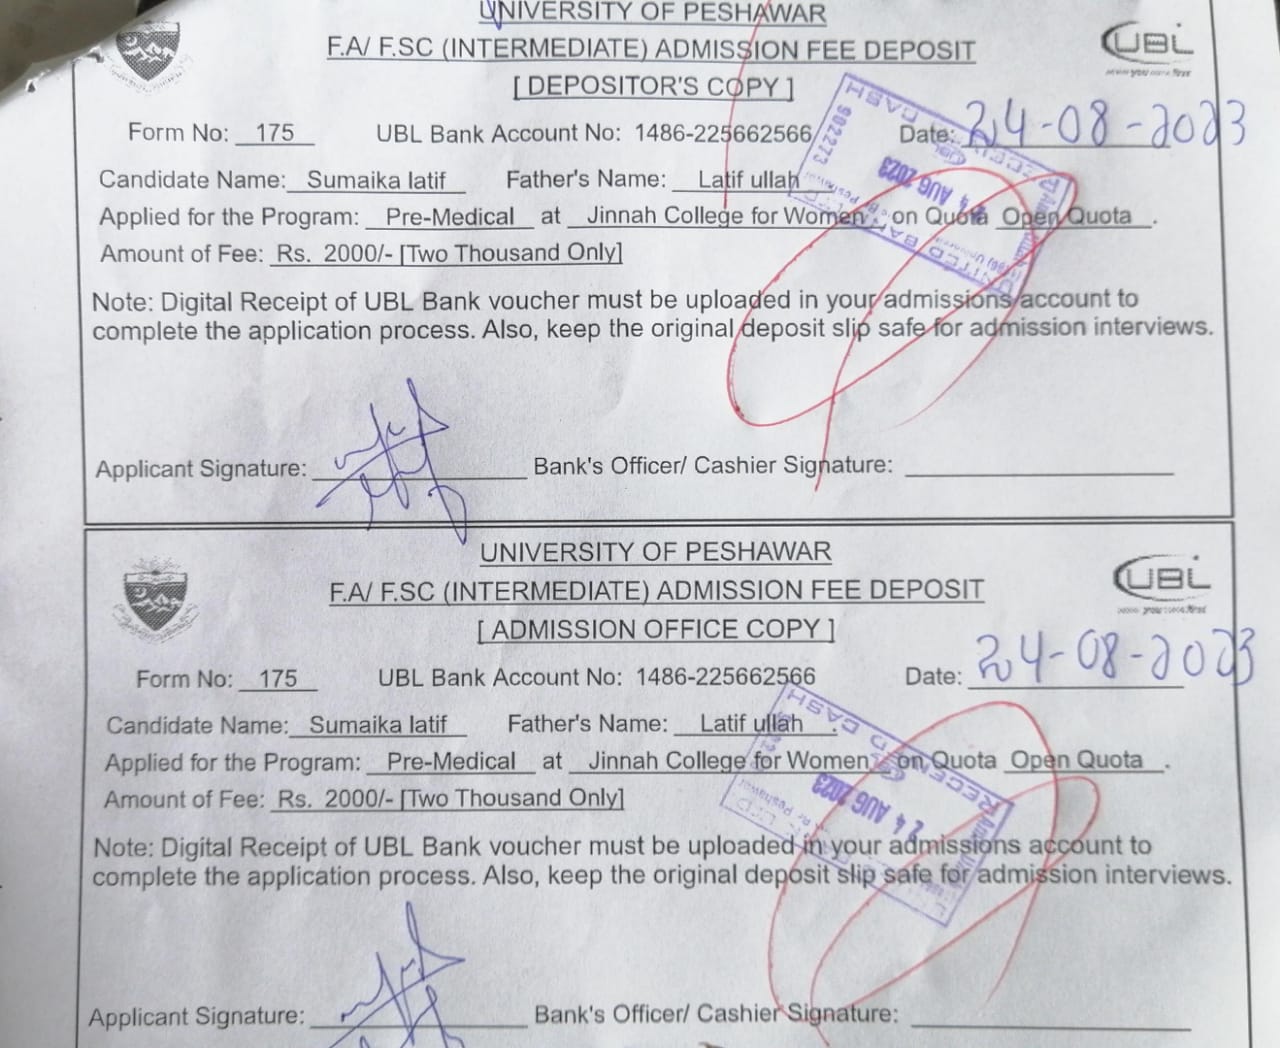 UNIVERSITY OF PESHAWAR
F.A/ F.SC (INTERMEDIATE) ADMISSION FEE DEPOSIT
UBL
[ DEPOSITOR'S COPY ]
Form No: 175 UBL Bank Account No: 1486-225662566 Date: 24-08-2023
Candidate Name: Sumaika latif Father's Name: Latif ullah
Applied for the Program: Pre-Medical at Jinnah College for Women on Quota Open Quota .
Amount of Fee: Rs. 2000/- [Two Thousand Only]
CASH RECEIVED
902273
24 AUG 2023
UNITED BANK LTD
Note: Digital Receipt of UBL Bank voucher must be uploaded in your admissions account to
complete the application process. Also, keep the original deposit slip safe for admission interviews.
Applicant Signature: Bank's Officer/ Cashier Signature:
UNIVERSITY OF PESHAWAR
F.A/ F.SC (INTERMEDIATE) ADMISSION FEE DEPOSIT
UBL
[ ADMISSION OFFICE COPY ]
Form No: 175 UBL Bank Account No: 1486-225662566 Date: 24-08-2023
Candidate Name: Sumaika latif Father's Name: Latif ullah .
Applied for the Program: Pre-Medical at Jinnah College for Women on Quota Open Quota .
Amount of Fee: Rs. 2000/- [Two Thousand Only]
CASH RECEIVED
24 AUG 2023
Peshawar
Note: Digital Receipt of UBL Bank voucher must be uploaded in your admissions account to
complete the application process. Also, keep the original deposit slip safe for admission interviews.
Applicant Signature: Bank's Officer/ Cashier Signature: